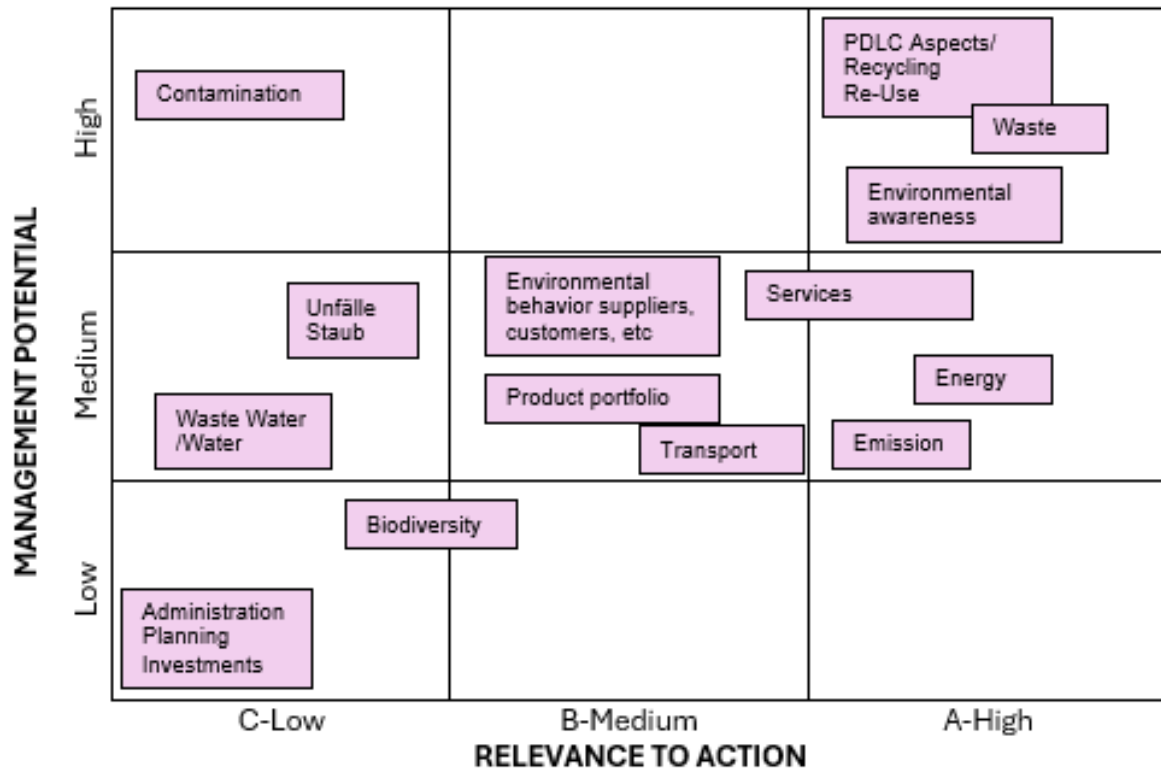 MANAGEMENT POTENTIAL
High
Contamination
PDLC Aspects/
Recycling
Re-Use
Waste
Environmental
awareness
Medium
Unfälle
Staub
Waste Water
/Water
Environmental
behavior suppliers,
customers, etc
Product portfolio
Transport
Services
Energy
Emission
Low
Biodiversity
Administration
Planning
Investments
C-Low
B-Medium
A-High
RELEVANCE TO ACTION